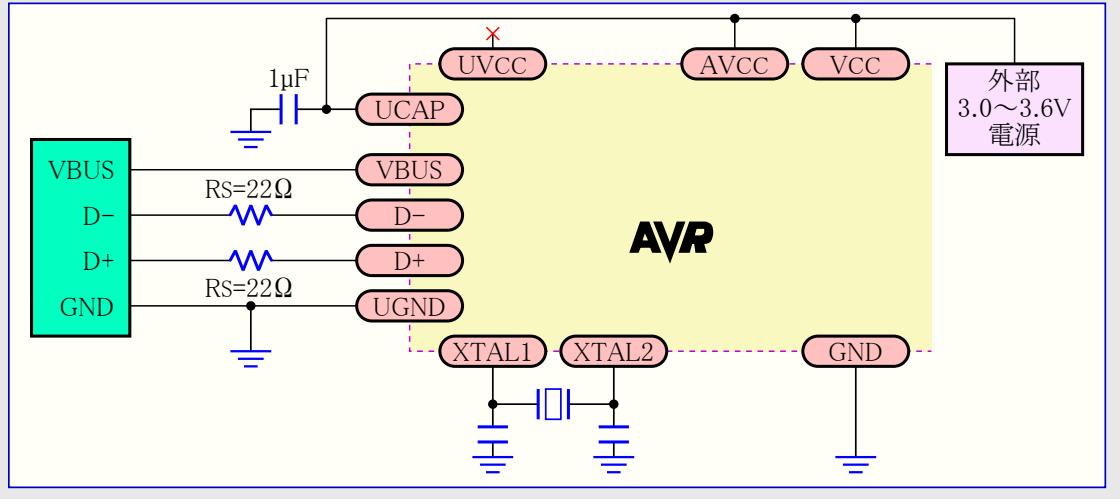 UVCC
AVCC
VCC
1µF
UCAP
外部
3.0～3.6V
電源
VBUS
VBUS
RS=22Ω
D−
D−
AVR
D+
D+
RS=22Ω
GND
UGND
XTAL1
XTAL2
GND